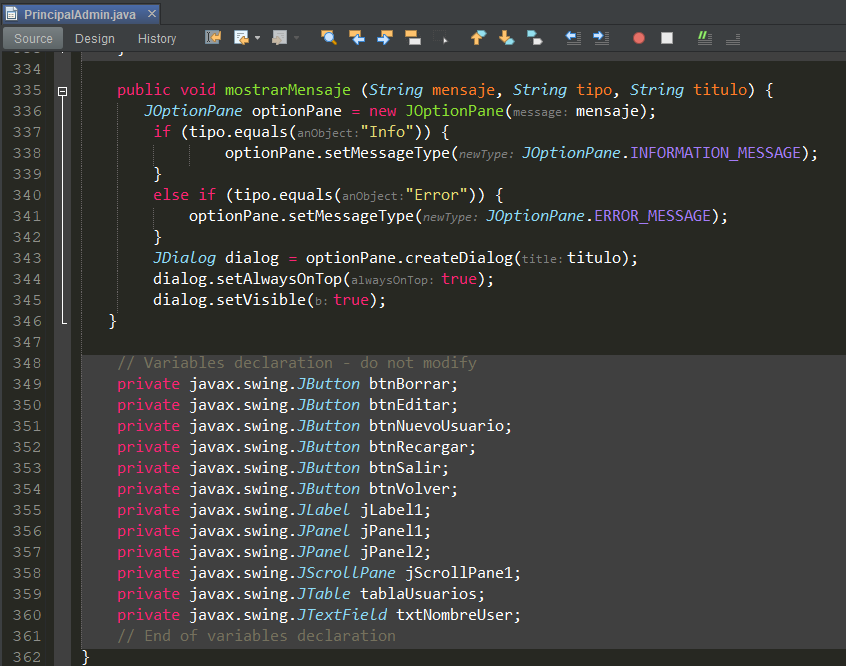 PrincipalAdmin.java
Source Design History
334
335 public void mostrarMensaje (String mensaje, String tipo, String titulo) {
336 JOptionPane optionPane = new JOptionPane(message: mensaje);
337 if (tipo.equals(anObject:"Info")) {
338 optionPane.setMessageType(newType: JOptionPane.INFORMATION_MESSAGE);
339 }
340 else if (tipo.equals(anObject:"Error")) {
341 optionPane.setMessageType(newType: JOptionPane.ERROR_MESSAGE);
342 }
343 JDialog dialog = optionPane.createDialog(title: titulo);
344 dialog.setAlwaysOnTop(alwaysOnTop: true);
345 dialog.setVisible(b: true);
346 }
347
348 // Variables declaration - do not modify
349 private javax.swing.JButton btnBorrar;
350 private javax.swing.JButton btnEditar;
351 private javax.swing.JButton btnNuevoUsuario;
352 private javax.swing.JButton btnRecargar;
353 private javax.swing.JButton btnSalir;
354 private javax.swing.JButton btnVolver;
355 private javax.swing.JLabel jLabel1;
356 private javax.swing.JPanel jPanel1;
357 private javax.swing.JPanel jPanel2;
358 private javax.swing.JScrollPane jScrollPane1;
359 private javax.swing.JTable tablaUsuarios;
360 private javax.swing.JTextField txtNombreUser;
361 // End of variables declaration
362 }